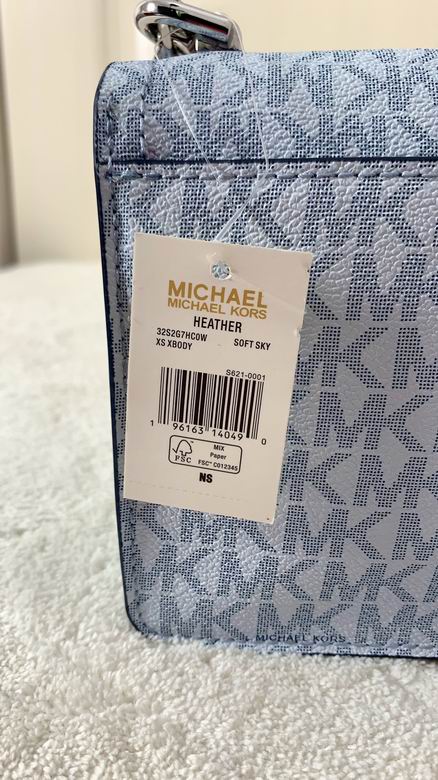 MICHAEL
MICHAEL KORS
HEATHER
32S2G7HC0W
XS XBODY SOFT SKY
S621-0001
1 96163 14049 0
FSC
MIX
Paper
FSC® C012345
NS
MICHAEL KORS